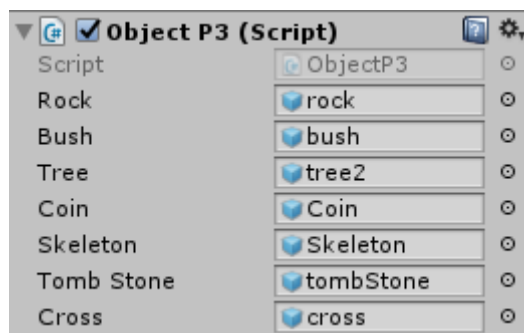 Object P3 (Script)
Script ObjectP3
Rock rock
Bush bush
Tree tree2
Coin Coin
Skeleton Skeleton
Tomb Stone tombStone
Cross cross